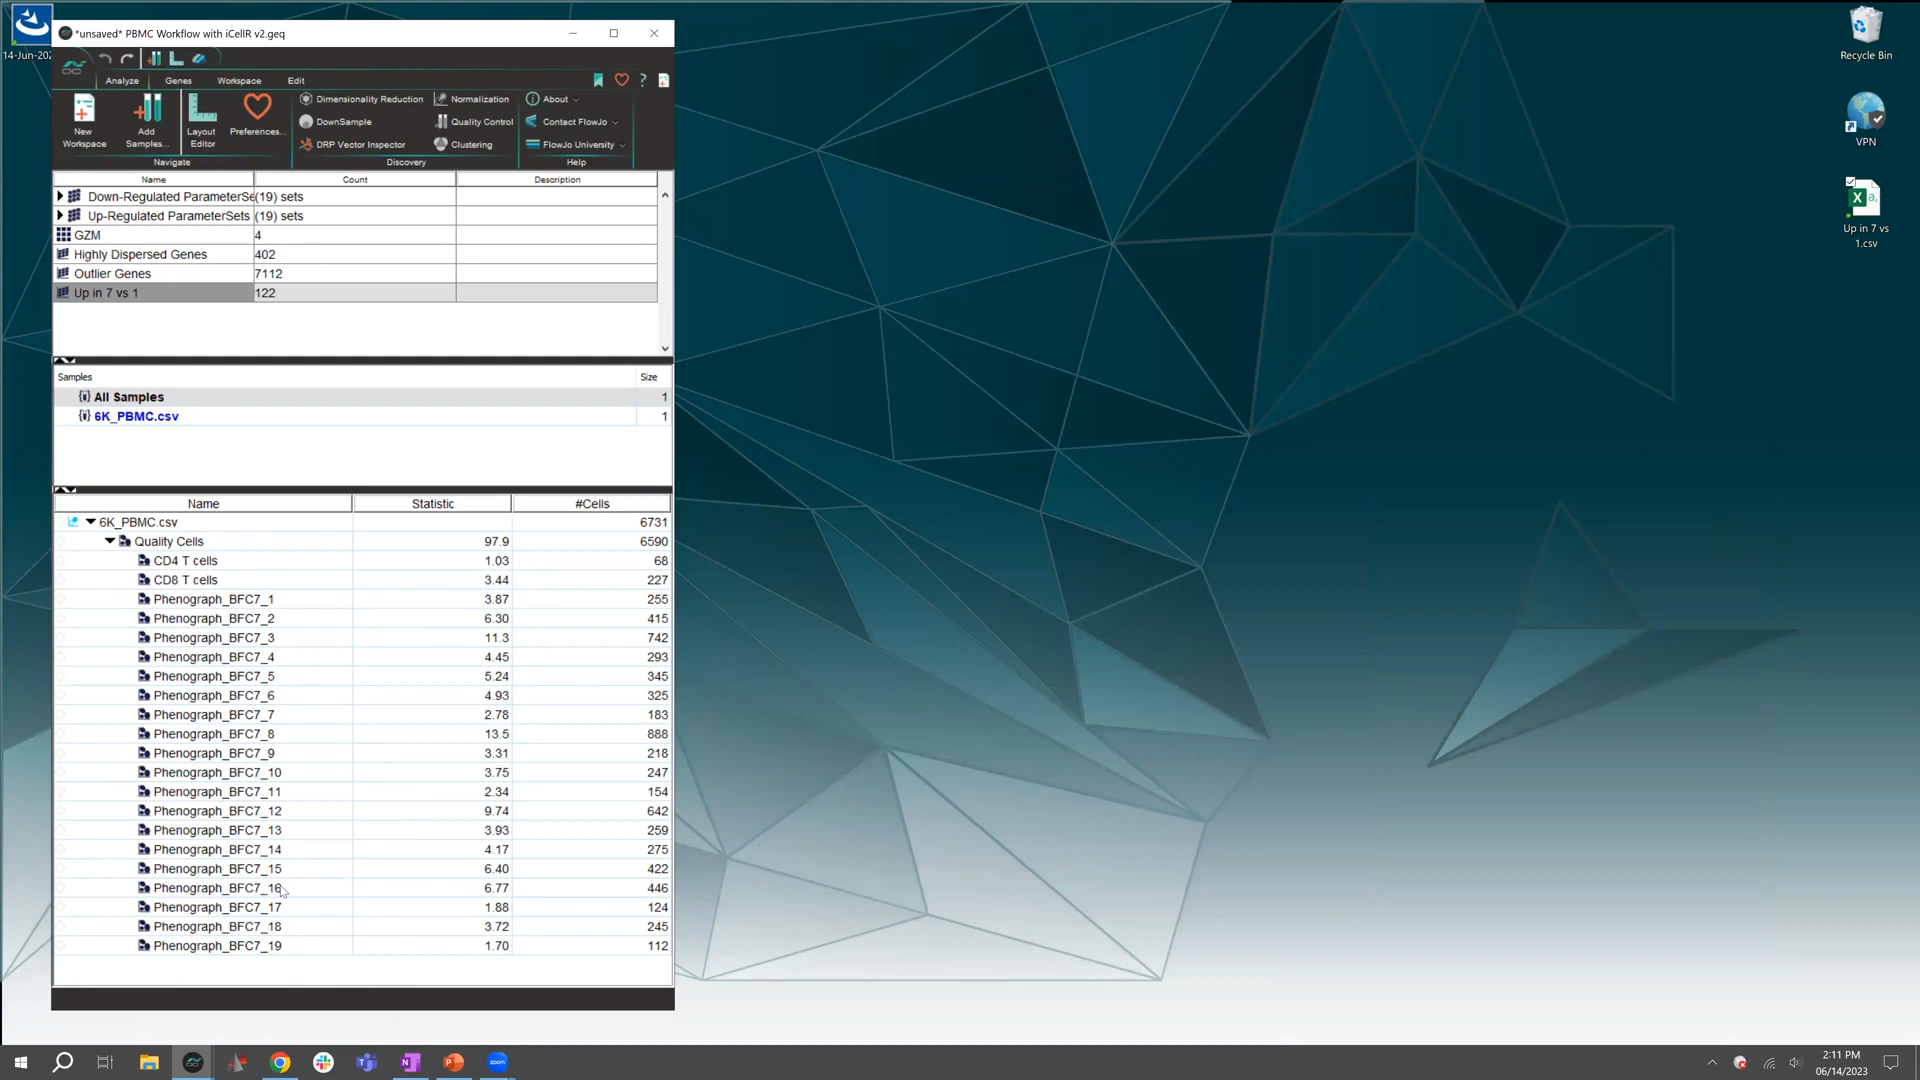 14-Jun-202
*unsaved* PBMC Workflow with iCellR v2.geq
Analyze Genes Workspace Edit
New Workspace
Add Samples...
Layout Editor
Preferences...
Navigate
Dimensionality Reduction Normalization
DownSample Quality Control
DRP Vector Inspector Clustering
Discovery
About
Contact FlowJo
FlowJo University
Help
Name Count Description
Down-Regulated ParameterSe (19) sets
Up-Regulated ParameterSets (19) sets
GZM 4
Highly Dispersed Genes 402
Outlier Genes 7112
Up in 7 vs 1 122
Samples Size
All Samples 1
6K_PBMC.csv 1
Name Statistic #Cells
6K_PBMC.csv 6731
Quality Cells 97.9 6590
CD4 T cells 1.03 68
CD8 T cells 3.44 227
Phenograph_BFC7_1 3.87 255
Phenograph_BFC7_2 6.30 415
Phenograph_BFC7_3 11.3 742
Phenograph_BFC7_4 4.45 293
Phenograph_BFC7_5 5.24 345
Phenograph_BFC7_6 4.93 325
Phenograph_BFC7_7 2.78 183
Phenograph_BFC7_8 13.5 888
Phenograph_BFC7_9 3.31 218
Phenograph_BFC7_10 3.75 247
Phenograph_BFC7_11 2.34 154
Phenograph_BFC7_12 9.74 642
Phenograph_BFC7_13 3.93 259
Phenograph_BFC7_14 4.17 275
Phenograph_BFC7_15 6.40 422
Phenograph_BFC7_16 6.77 446
Phenograph_BFC7_17 1.88 124
Phenograph_BFC7_18 3.72 245
Phenograph_BFC7_19 1.70 112
Recycle Bin
VPN
Up in 7 vs
1.csv
zoom
2:11 PM
06/14/2023